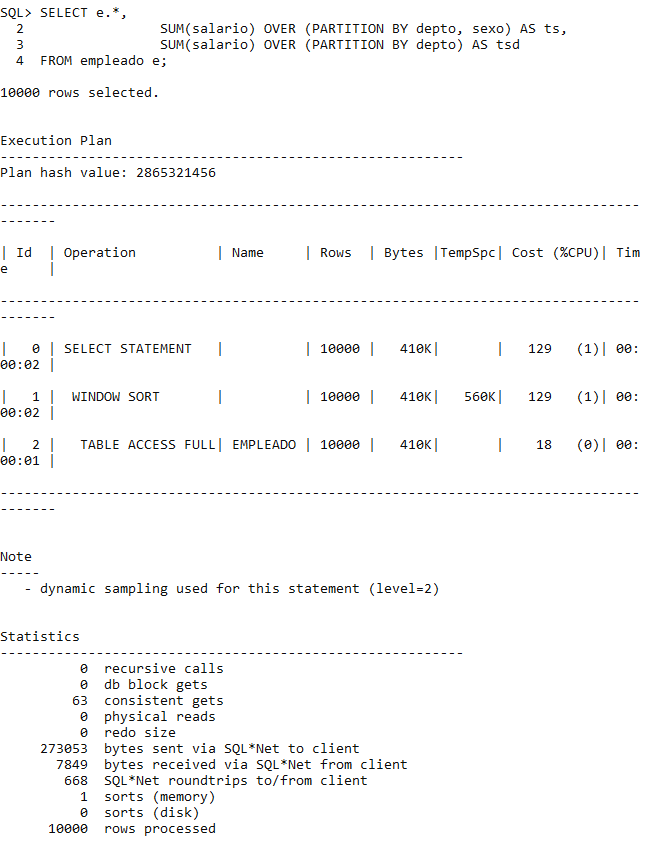 SQL> SELECT e.*,
  2                 SUM(salario) OVER (PARTITION BY depto, sexo) AS ts,
  3                 SUM(salario) OVER (PARTITION BY depto) AS tsd
  4  FROM empleado e;
10000 rows selected.
Execution Plan
----------------------------------------------------------
Plan hash value: 2865321456
--------------------------------------------------------------------------------
-------
| Id  | Operation          | Name     | Rows  | Bytes |TempSpc| Cost (%CPU)| Tim
e     |
--------------------------------------------------------------------------------
-------
|   0 | SELECT STATEMENT   |          | 10000 |   410K|       |   129   (1)| 00:
00:02 |
|   1 |  WINDOW SORT       |          | 10000 |   410K|   560K|   129   (1)| 00:
00:02 |
|   2 |   TABLE ACCESS FULL| EMPLEADO | 10000 |   410K|       |    18   (0)| 00:
00:01 |
--------------------------------------------------------------------------------
-------
Note
-----
   - dynamic sampling used for this statement (level=2)
Statistics
----------------------------------------------------------
          0  recursive calls
          0  db block gets
         63  consistent gets
          0  physical reads
          0  redo size
     273053  bytes sent via SQL*Net to client
       7849  bytes received via SQL*Net from client
        668  SQL*Net roundtrips to/from client
          1  sorts (memory)
          0  sorts (disk)
      10000  rows processed